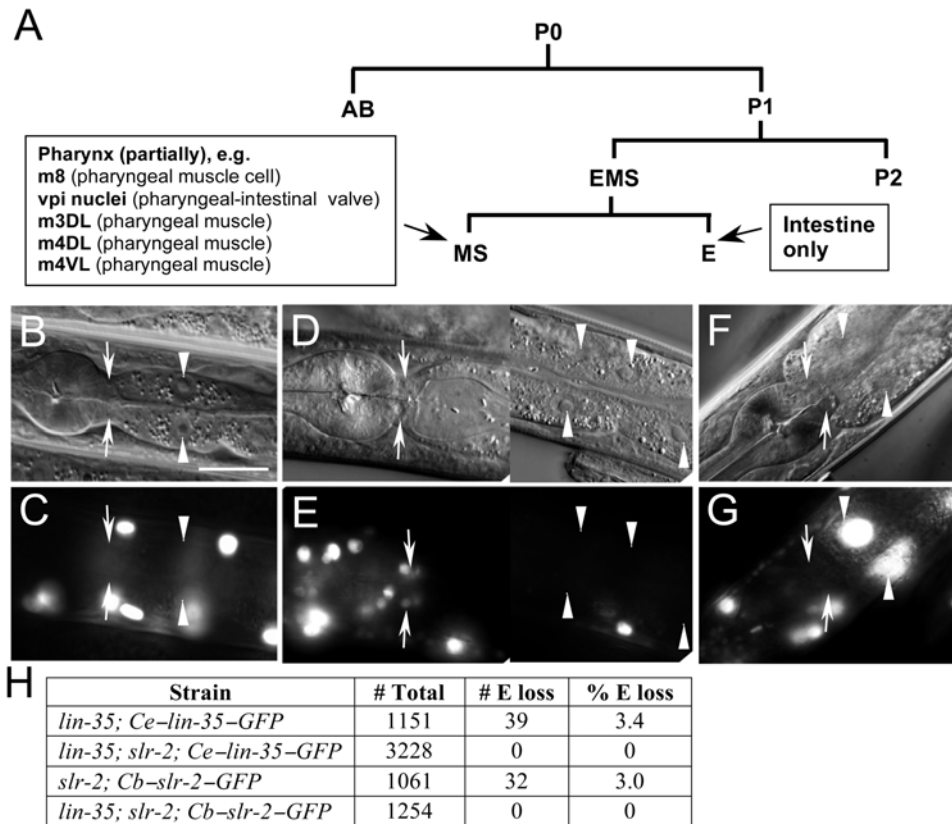 A
P0
AB
P1
Pharynx (partially), e.g.
m8 (pharyngeal muscle cell)
vpi nuclei (pharyngeal-intestinal valve)
m3DL (pharyngeal muscle)
m4DL (pharyngeal muscle)
m4VL (pharyngeal muscle)
EMS
P2
MS
E
Intestine
only
B
D
F
C
E
G
H
Strain # Total # E loss % E loss
lin-35; Ce–lin-35–GFP 1151 39 3.4
lin-35; slr-2; Ce–lin-35–GFP 3228 0 0
slr-2; Cb–slr-2–GFP 1061 32 3.0
lin-35; slr-2; Cb–slr-2–GFP 1254 0 0